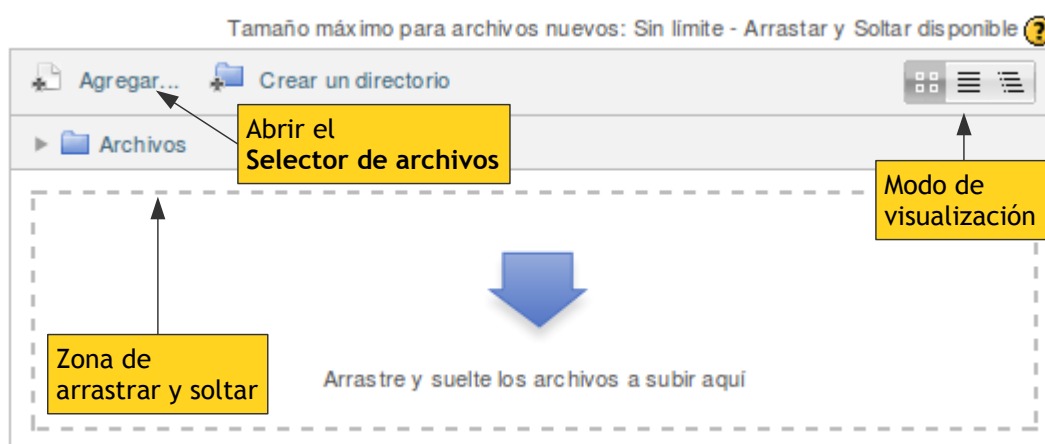 Tamaño máximo para archivos nuevos: Sin límite - Arrastar y Soltar disponible ?
Agregar... Crear un directorio
Abrir el
Selector de archivos
Archivos
Modo de
visualización
Zona de
arrastrar y soltar
Arrastre y suelte los archivos a subir aquí